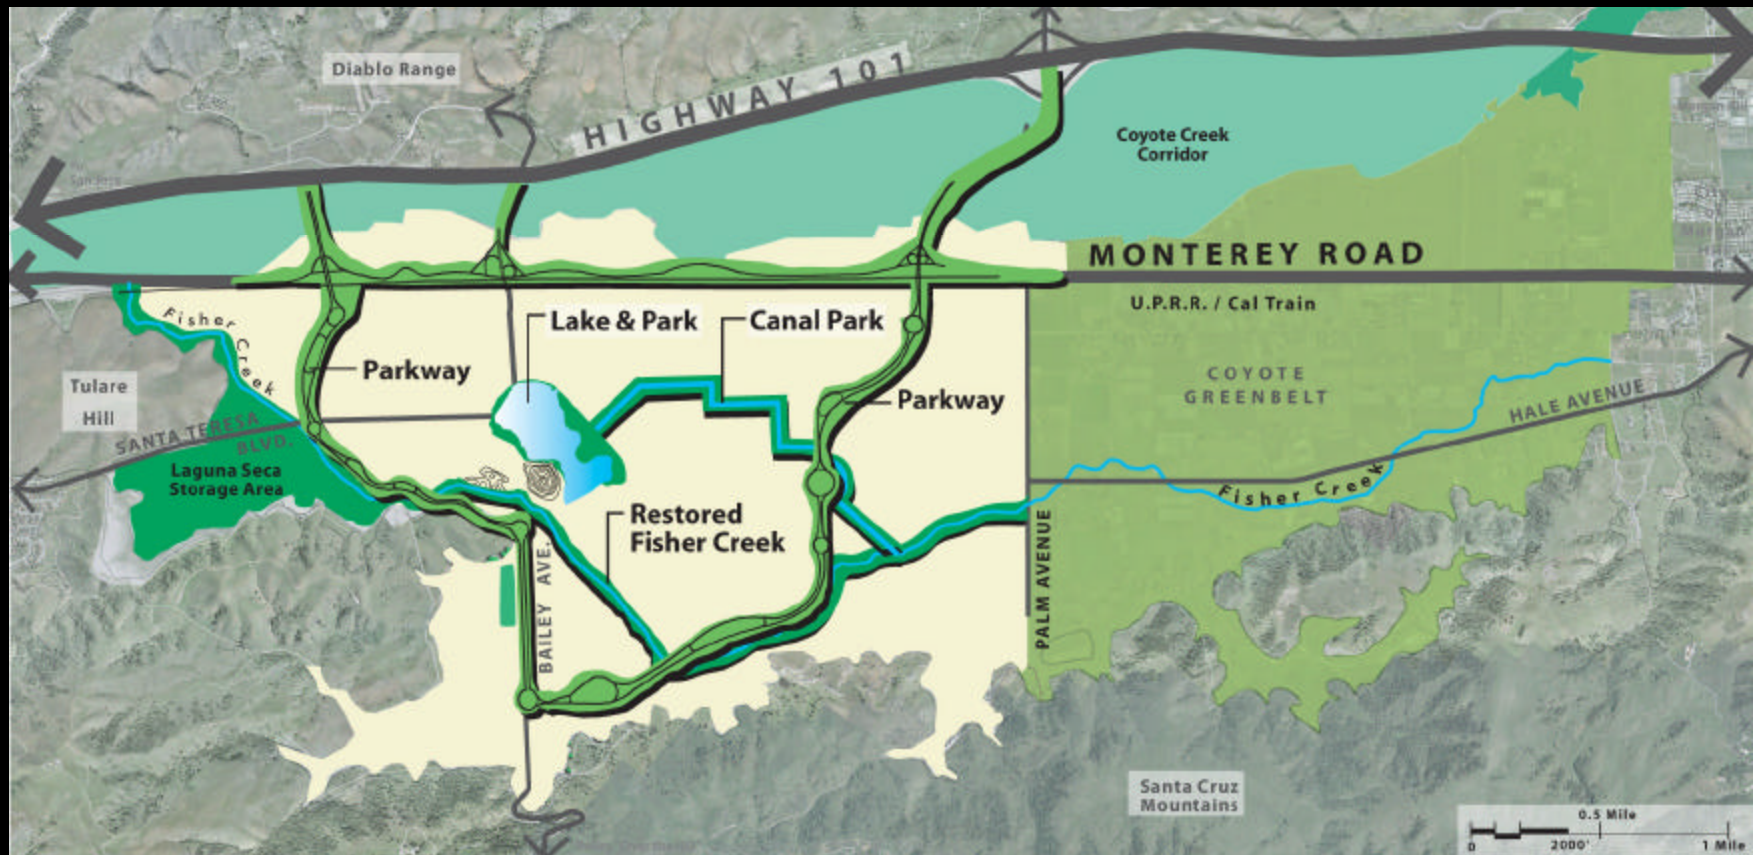 Diablo Range
HIGHWAY 101
Coyote Creek
Corridor
San Jose
MONTEREY ROAD
U.P.R.R. / Cal Train
Fisher Creek
Lake & Park
Canal Park
Parkway
Parkway
COYOTE
GREENBELT
Tulare
Hill
HALE AVENUE
SANTA TERESA
BLVD.
Laguna Seca
Storage Area
Fisher Creek
Restored
Fisher Creek
BAILEY AVE.
PALM AVENUE
Santa Cruz
Mountains
0.5 Mile
0
2000'
1 Mile